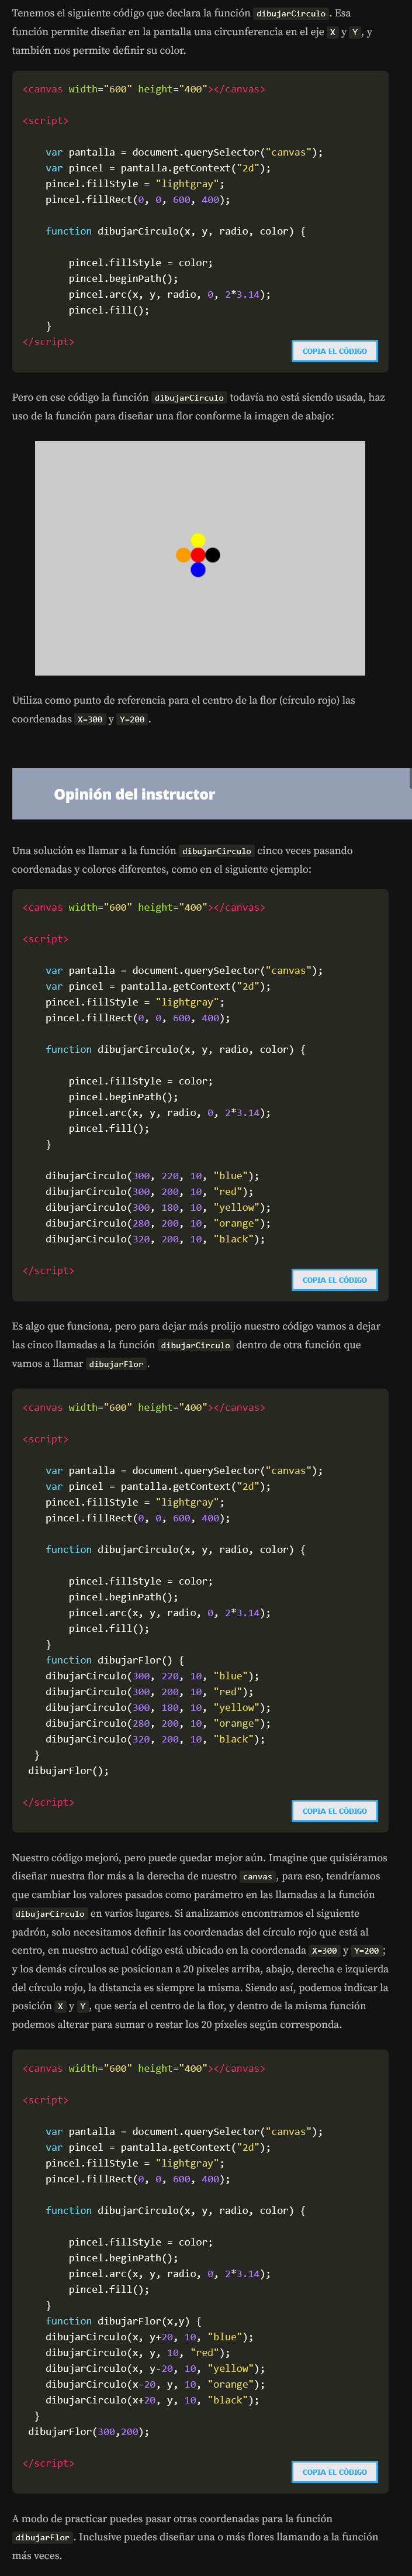 Tenemos el siguiente código que declara la función dibujarCirculo. Esa
función permite diseñar en la pantalla una circunferencia en el eje X y Y, y
también nos permite definir su color.
<canvas width="600" height="400"></canvas>
<script>
var pantalla = document.querySelector("canvas");
var pincel = pantalla.getContext("2d");
pincel.fillStyle = "lightgray";
pincel.fillRect(0, 0, 600, 400);
function dibujarCirculo(x, y, radio, color) {
pincel.fillStyle = color;
pincel.beginPath();
pincel.arc(x, y, radio, 0, 2*3.14);
pincel.fill();
}
</script>
COPIA EL CÓDIGO
Pero en ese código la función dibujarCirculo todavía no está siendo usada, haz
uso de la función para diseñar una flor conforme la imagen de abajo:
Utiliza como punto de referencia para el centro de la flor (círculo rojo) las
coordenadas X=300 y Y=200.
Opinión del instructor
Una solución es llamar a la función dibujarCirculo cinco veces pasando
coordenadas y colores diferentes, como en el siguiente ejemplo:
<canvas width="600" height="400"></canvas>
<script>
var pantalla = document.querySelector("canvas");
var pincel = pantalla.getContext("2d");
pincel.fillStyle = "lightgray";
pincel.fillRect(0, 0, 600, 400);
function dibujarCirculo(x, y, radio, color) {
pincel.fillStyle = color;
pincel.beginPath();
pincel.arc(x, y, radio, 0, 2*3.14);
pincel.fill();
}
dibujarCirculo(300, 220, 10, "blue");
dibujarCirculo(300, 200, 10, "red");
dibujarCirculo(300, 180, 10, "yellow");
dibujarCirculo(280, 200, 10, "orange");
dibujarCirculo(320, 200, 10, "black");
</script>
COPIA EL CÓDIGO
Es algo que funciona, pero para dejar más prolijo nuestro código vamos a dejar
las cinco llamadas a la función dibujarCirculo dentro de otra función que
vamos a llamar dibujarFlor.
<canvas width="600" height="400"></canvas>
<script>
var pantalla = document.querySelector("canvas");
var pincel = pantalla.getContext("2d");
pincel.fillStyle = "lightgray";
pincel.fillRect(0, 0, 600, 400);
function dibujarCirculo(x, y, radio, color) {
pincel.fillStyle = color;
pincel.beginPath();
pincel.arc(x, y, radio, 0, 2*3.14);
pincel.fill();
}
function dibujarFlor() {
dibujarCirculo(300, 220, 10, "blue");
dibujarCirculo(300, 200, 10, "red");
dibujarCirculo(300, 180, 10, "yellow");
dibujarCirculo(280, 200, 10, "orange");
dibujarCirculo(320, 200, 10, "black");
}
dibujarFlor();
</script>
COPIA EL CÓDIGO
Nuestro código mejoró, pero puede quedar mejor aún. Imagine que quisiéramos
diseñar nuestra flor más a la derecha de nuestro canvas, para eso, tendríamos
que cambiar los valores pasados como parámetro en las llamadas a la función
dibujarCirculo en varios lugares. Si analizamos encontramos el siguiente
padrón, solo necesitamos definir las coordenadas del circulo rojo que está al
centro, en nuestro actual código está ubicado en la coordenada X=300 y Y=200;
y los demás círculos se posicionan a 20 pixeles arriba, abajo, derecha e izquierda
del círculo rojo, la distancia es siempre la misma. Siendo así, podemos indicar la
posición X y Y, que sería el centro de la flor, y dentro de la misma función
podemos alterar para sumar o restar los 20 píxeles según corresponda.
<canvas width="600" height="400"></canvas>
<script>
var pantalla = document.querySelector("canvas");
var pincel = pantalla.getContext("2d");
pincel.fillStyle = "lightgray";
pincel.fillRect(0, 0, 600, 400);
function dibujarCirculo(x, y, radio, color) {
pincel.fillStyle = color;
pincel.beginPath();
pincel.arc(x, y, radio, 0, 2*3.14);
pincel.fill();
}
function dibujarFlor(x,y) {
dibujarCirculo(x, y+20, 10, "blue");
dibujarCirculo(x, y, 10, "red");
dibujarCirculo(x, y-20, 10, "yellow");
dibujarCirculo(x-20, y, 10, "orange");
dibujarCirculo(x+20, y, 10, "black");
}
dibujarFlor(300,200);
</script>
COPIA EL CÓDIGO
A modo de practicar puedes pasar otras coordenadas para la función
dibujarFlor. Inclusive puedes diseñar una o más flores llamando a la función
más veces.